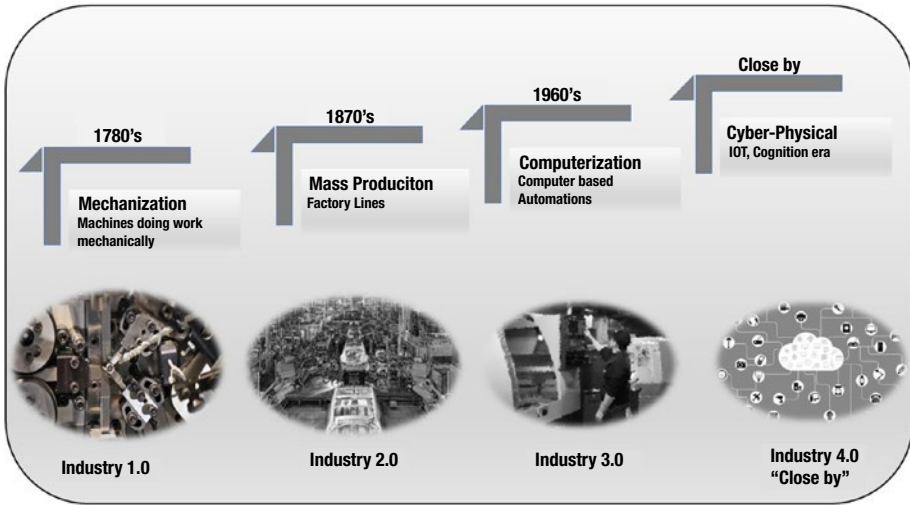 1780’s
Mechanization
Machines doing work
mechanically
1870’s
Mass Produciton
Factory Lines
1960’s
Computerization
Computer based
Automations
Close by
Cyber-Physical
IOT, Cognition era
Industry 1.0
Industry 2.0
Industry 3.0
Industry 4.0
“Close by”